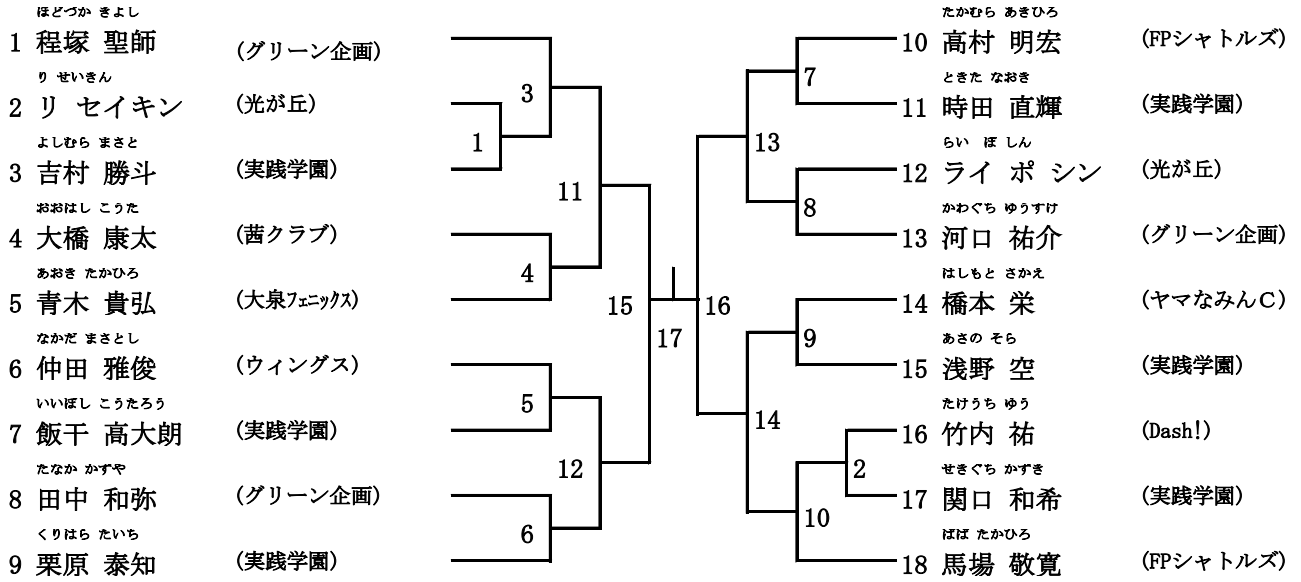 ほどづか きよし
1 程塚 聖師 (グリーン企画)
り せいきん
2 リ セイキン (光が丘)
よしむら まさと
3 吉村 勝斗 (実践学園)
おおはし こうた
4 大橋 康太 (茜クラブ)
あおき たかひろ
5 青木 貴弘 (大泉ﾌｪﾆｯｸｽ)
なかだ まさとし
6 仲田 雅俊 (ウィングス)
いいぼし こうたろう
7 飯干 高大朗 (実践学園)
たなか かずや
8 田中 和弥 (グリーン企画)
くりはら たいち
9 栗原 泰知 (実践学園)
3
1
11
4
15
5
12
6
17
16
7
13
8
9
14
2
10
たかむら あきひろ
10 高村 明宏 (FPシャトルズ)
ときた なおき
11 時田 直輝 (実践学園)
らい ぽ しん
12 ライ ポ シン (光が丘)
かわぐち ゆうすけ
13 河口 祐介 (グリーン企画)
はしもと さかえ
14 橋本 栄 (ヤマなみんＣ)
あさの そら
15 浅野 空 (実践学園)
たけうち ゆう
16 竹内 祐 (Dash!)
せきぐち かずき
17 関口 和希 (実践学園)
ばば たかひろ
18 馬場 敬寛 (FPシャトルズ)